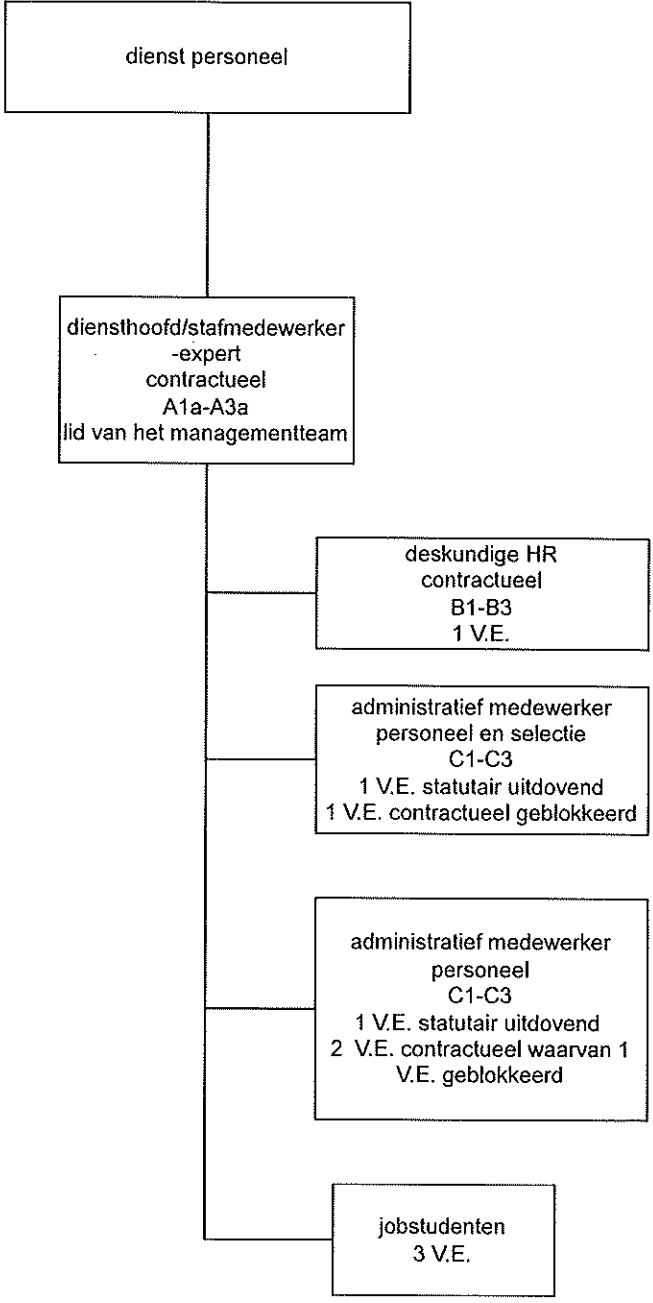 dienst personeel
diensthoofd/stafmedewerker
-expert
contractueel
A1a-A3a
lid van het managementteam
deskundige HR
contractueel
B1-B3
1 V.E.
administratief medewerker
personeel en selectie
C1-C3
1 V.E. statutair uitdovend
1 V.E. contractueel geblokkeerd
administratief medewerker
personeel
C1-C3
1 V.E. statutair uitdovend
2 V.E. contractueel waarvan 1
V.E. geblokkeerd
jobstudenten
3 V.E.